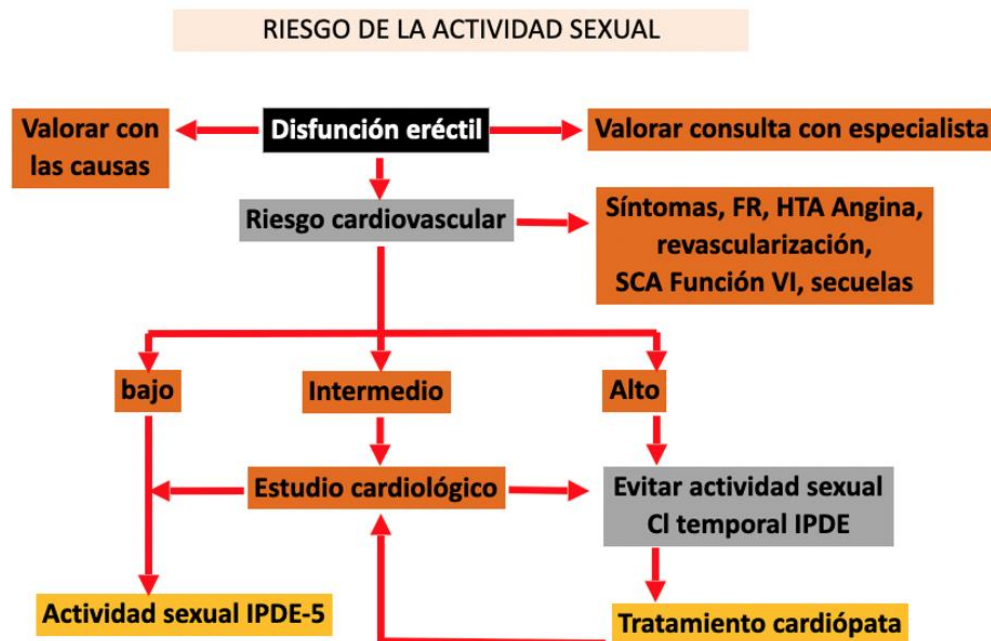 RIESGO DE LA ACTIVIDAD SEXUAL
Valorar con
las causas
Disfunción eréctil
Valorar consulta con especialista
Riesgo cardiovascular
Síntomas, FR, HTA Angina,
revascularización,
SCA Función VI, secuelas
bajo
Intermedio
Alto
Estudio cardiológico
Evitar actividad sexual
CI temporal IPDE
Actividad sexual IPDE-5
Tratamiento cardiópata